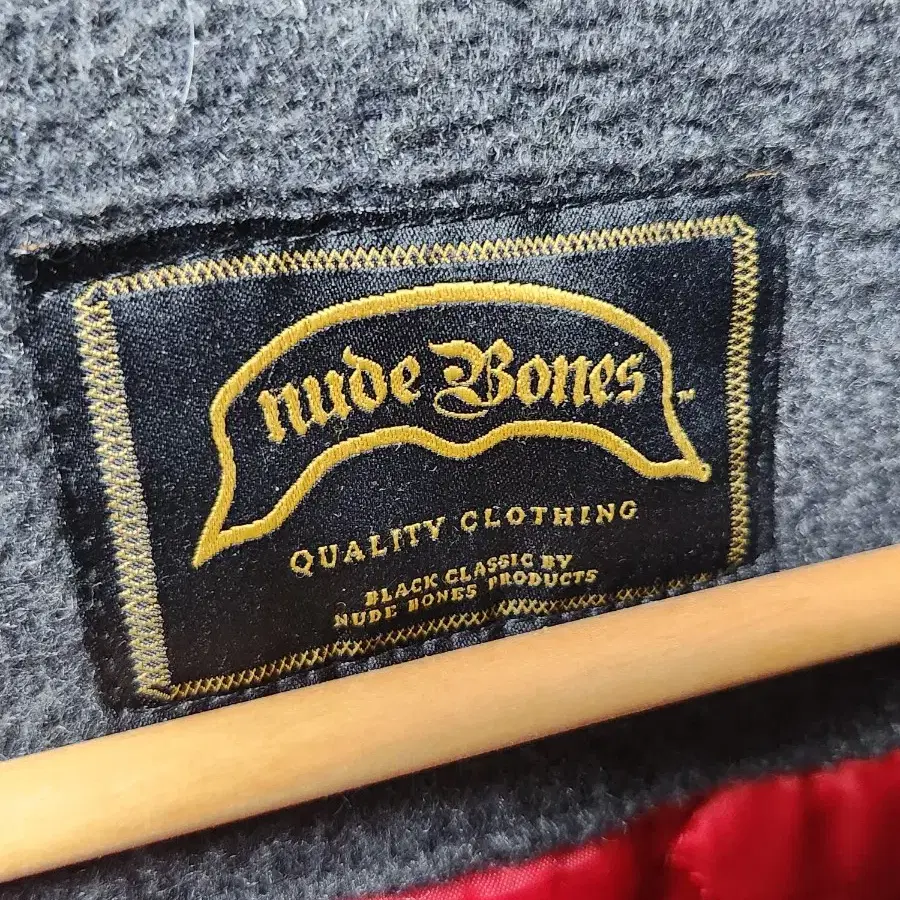 nude Bones
QUALITY CLOTHING
BLACK CLASSIC BY
NUDE BONES PRODUCTS